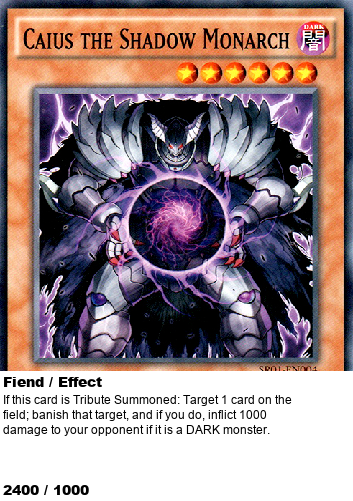 CAIUS THE SHADOW MONARCH
DARK
闇
SR01-EN004
Fiend / Effect
If this card is Tribute Summoned: Target 1 card on the
field; banish that target, and if you do, inflict 1000
damage to your opponent if it is a DARK monster.
2400 / 1000